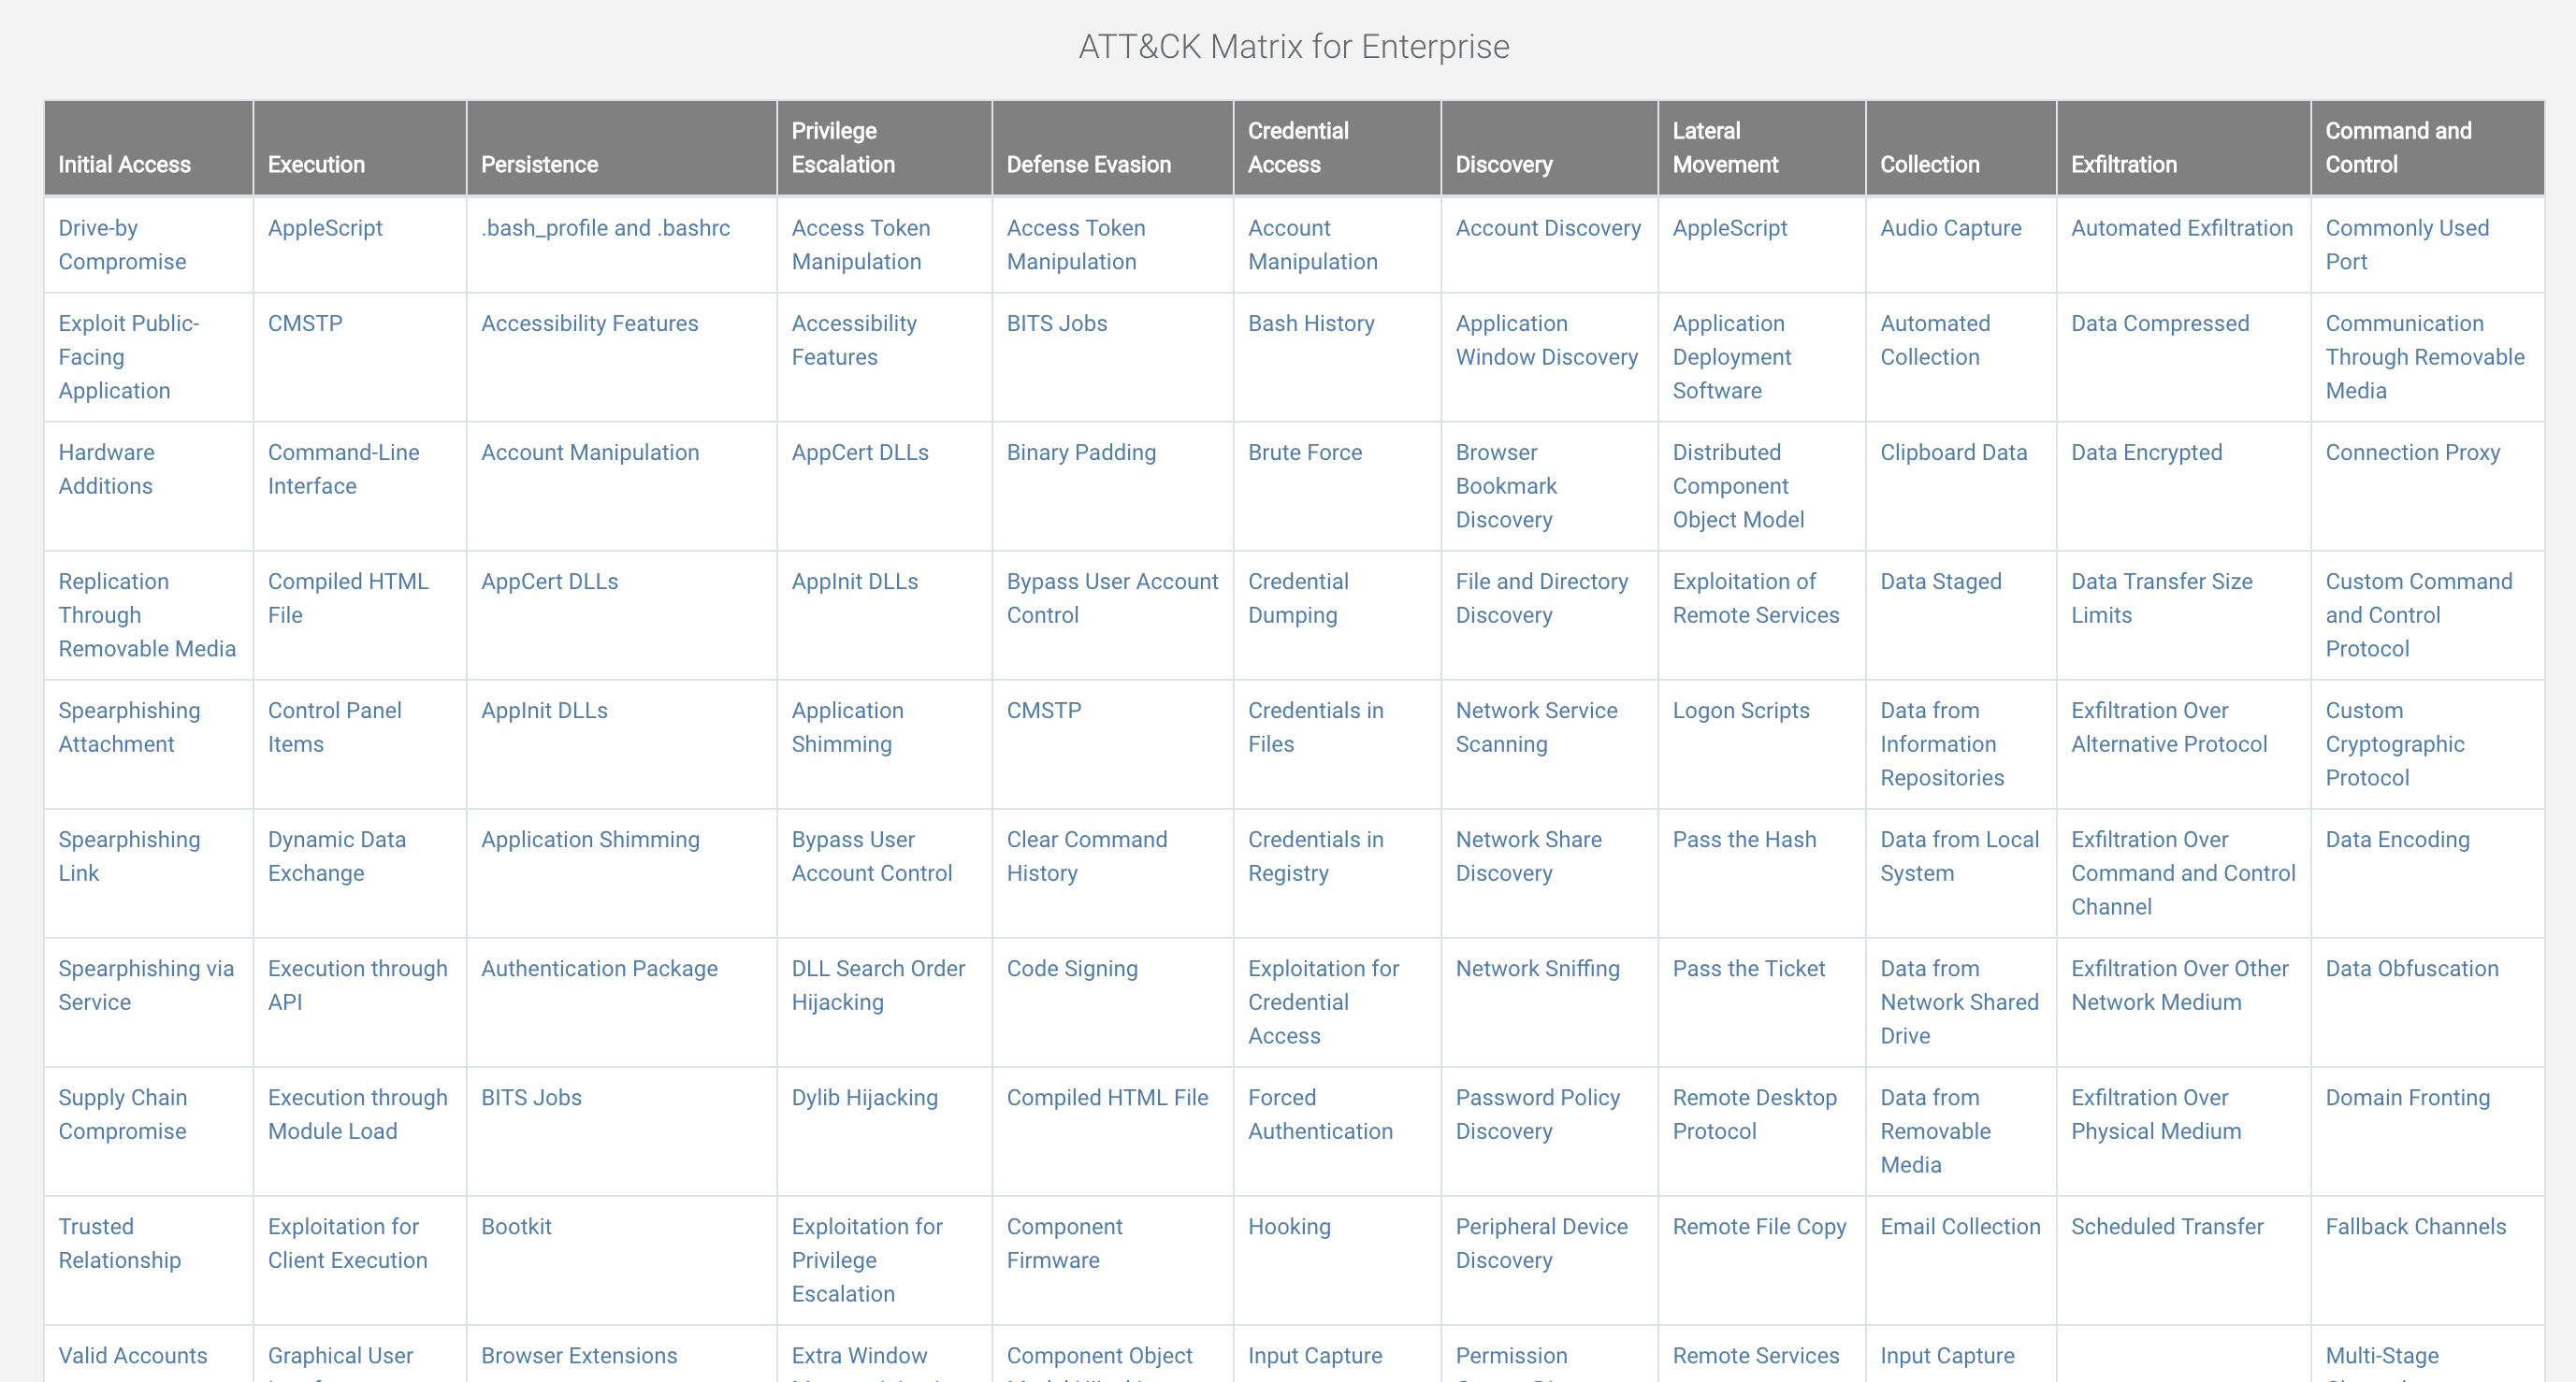 ATT&CK Matrix for Enterprise
Initial Access
Execution
Persistence
Privilege
Escalation
Defense Evasion
Credential
Access
Discovery
Lateral
Movement
Collection
Exfiltration
Command and
Control
Drive-by
Compromise
AppleScript
.bash_profile and .bashrc
Access Token
Manipulation
Access Token
Manipulation
Account
Manipulation
Account Discovery
AppleScript
Audio Capture
Automated Exfiltration
Commonly Used
Port
Exploit Public-
Facing
Application
CMSTP
Accessibility Features
Accessibility
Features
BITS Jobs
Bash History
Application
Window Discovery
Application
Deployment
Software
Automated
Collection
Data Compressed
Communication
Through Removable
Media
Hardware
Additions
Command-Line
Interface
Account Manipulation
AppCert DLLs
Binary Padding
Brute Force
Browser
Bookmark
Discovery
Distributed
Component
Object Model
Clipboard Data
Data Encrypted
Connection Proxy
Replication
Through
Removable Media
Compiled HTML
File
AppCert DLLs
AppInit DLLs
Bypass User Account
Control
Credential
Dumping
File and Directory
Discovery
Exploitation of
Remote Services
Data Staged
Data Transfer Size
Limits
Custom Command
and Control
Protocol
Spearphishing
Attachment
Control Panel
Items
AppInit DLLs
Application
Shimming
CMSTP
Credentials in
Files
Network Service
Scanning
Logon Scripts
Data from
Information
Repositories
Exfiltration Over
Alternative Protocol
Custom
Cryptographic
Protocol
Spearphishing
Link
Dynamic Data
Exchange
Application Shimming
Bypass User
Account Control
Clear Command
History
Credentials in
Registry
Network Share
Discovery
Pass the Hash
Data from Local
System
Exfiltration Over
Command and Control
Channel
Data Encoding
Spearphishing via
Service
Execution through
API
Authentication Package
DLL Search Order
Hijacking
Code Signing
Exploitation for
Credential
Access
Network Sniffing
Pass the Ticket
Data from
Network Shared
Drive
Exfiltration Over Other
Network Medium
Data Obfuscation
Supply Chain
Compromise
Execution through
Module Load
BITS Jobs
Dylib Hijacking
Compiled HTML File
Forced
Authentication
Password Policy
Discovery
Remote Desktop
Protocol
Data from
Removable
Media
Exfiltration Over
Physical Medium
Domain Fronting
Trusted
Relationship
Exploitation for
Client Execution
Bootkit
Exploitation for
Privilege
Escalation
Component
Firmware
Hooking
Peripheral Device
Discovery
Remote File Copy
Email Collection
Scheduled Transfer
Fallback Channels
Valid Accounts
Graphical User
Browser Extensions
Extra Window
Component Object
Input Capture
Permission
Remote Services
Input Capture
Multi-Stage